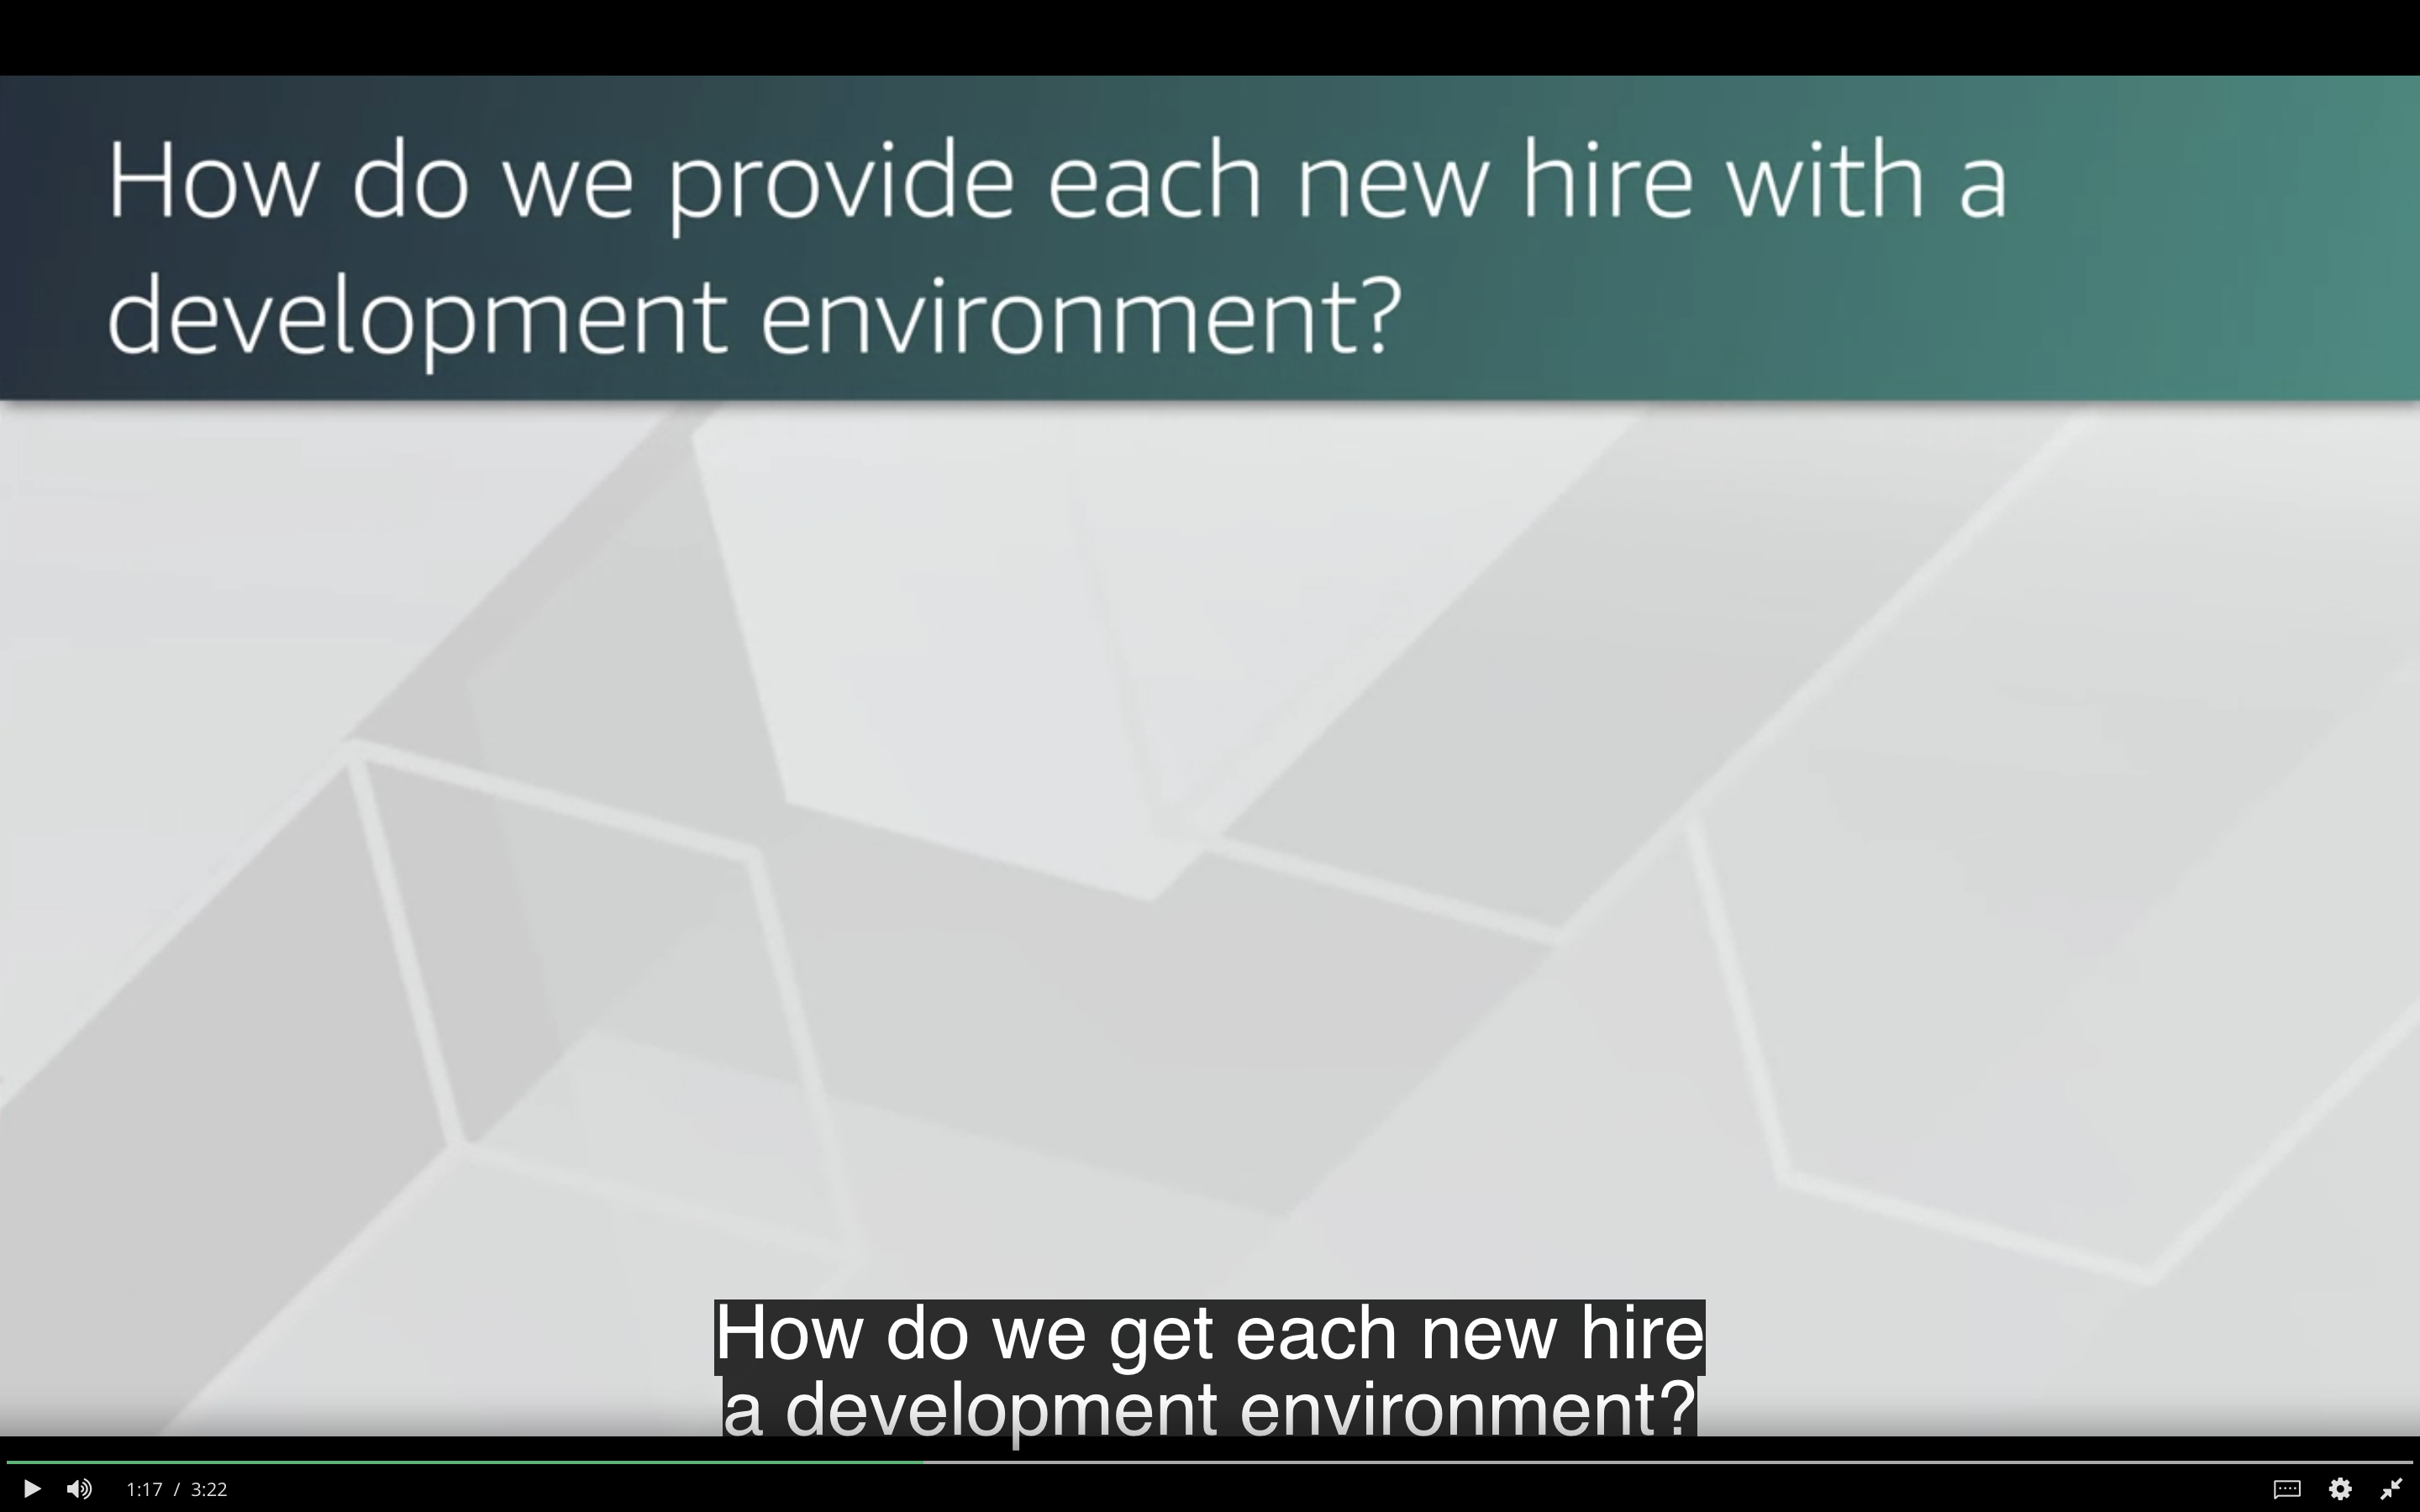 How do we provide each new hire with a
development environment?
How do we get each new hire
a development environment?
1:17 / 3:22